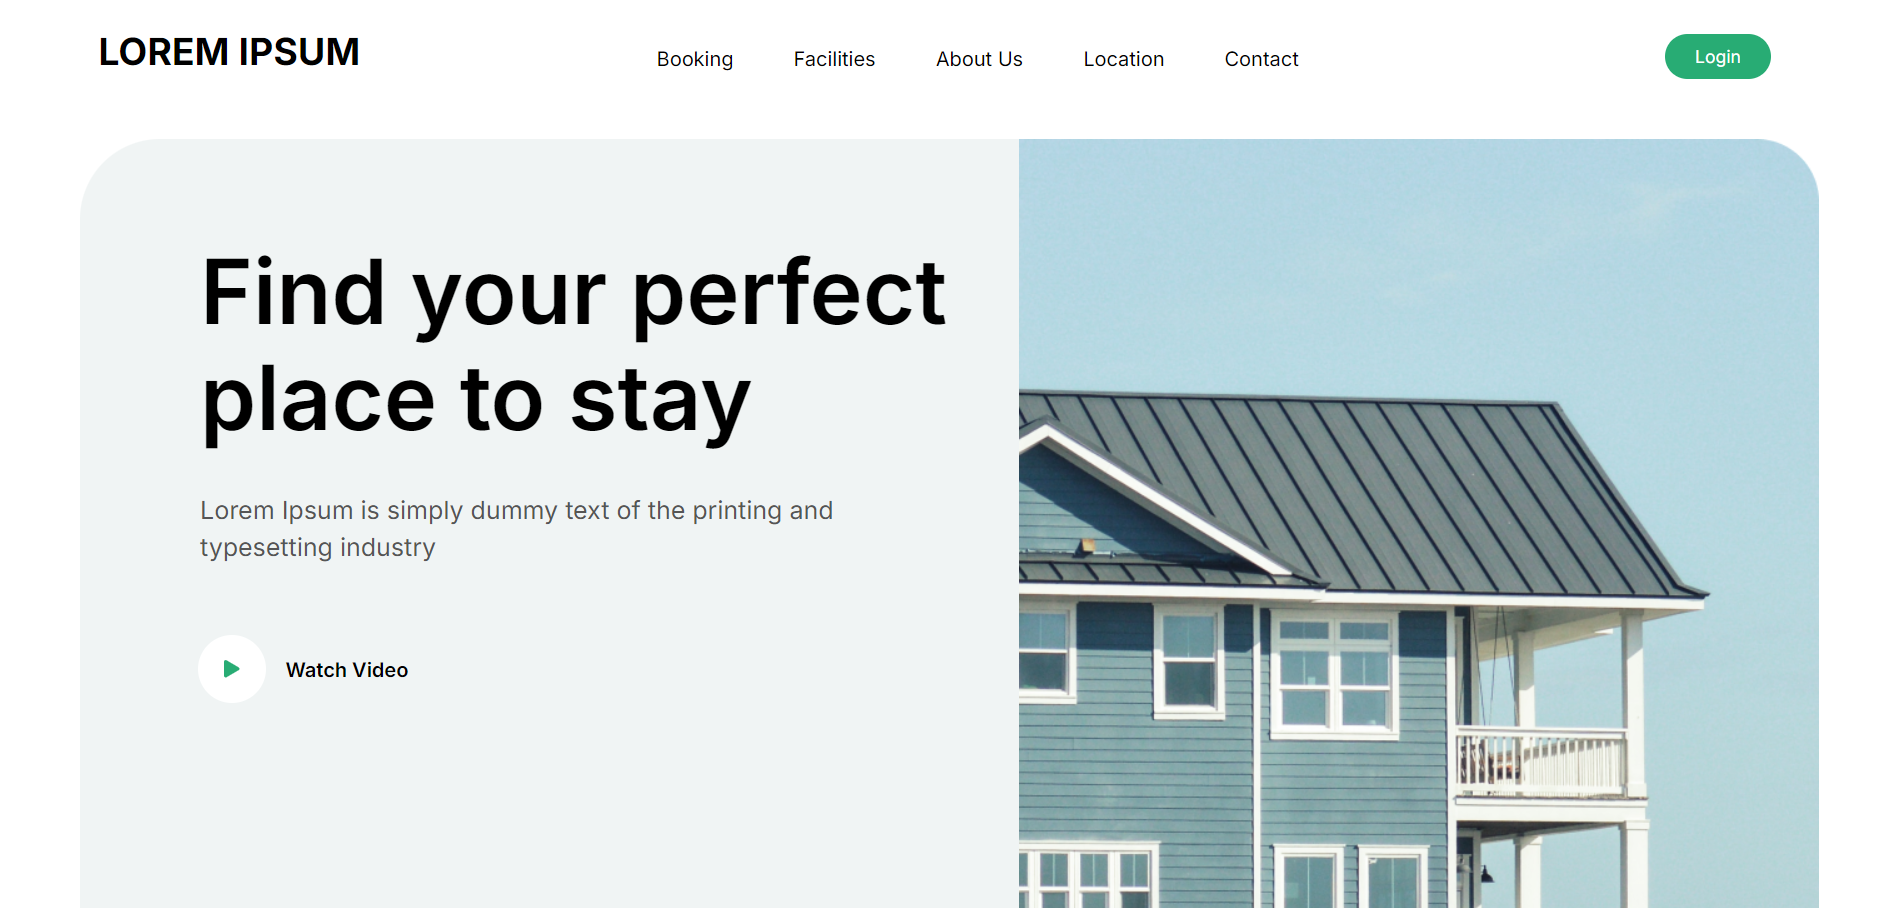 LOREM IPSUM
Booking Facilities About Us Location Contact
Login
Find your perfect
place to stay
Lorem Ipsum is simply dummy text of the printing and
typesetting industry
Watch Video